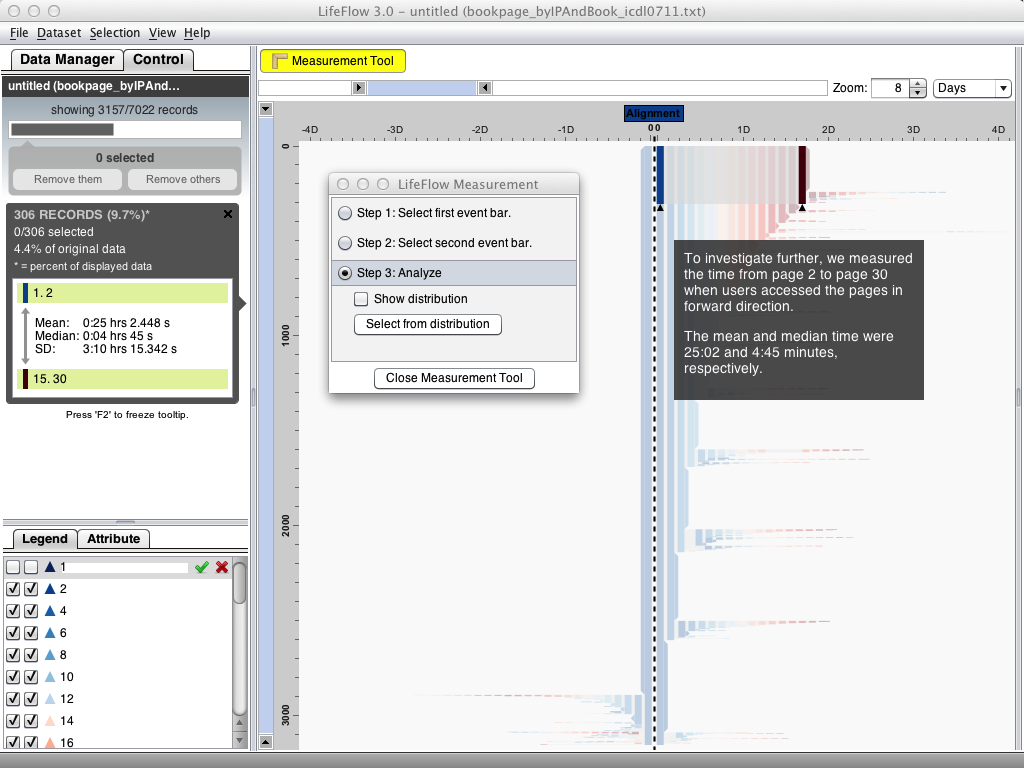 LifeFlow 3.0 – untitled (bookpage_byIPAndBook_icdl0711.txt)
File Dataset Selection View Help
Data Manager Control
untitled (bookpage_byIPAnd...
showing 3157/7022 records
0 selected
Remove them Remove others
306 RECORDS (9.7%)*
0/306 selected
4.4% of original data
* = percent of displayed data
1. 2
Mean: 0:25 hrs 2.448 s
Median: 0:04 hrs 45 s
SD: 3:10 hrs 15.342 s
15. 30
Press 'F2' to freeze tooltip.
Legend Attribute
1
2
4
6
8
10
12
14
16
Measurement Tool
Zoom: 8 Days
Alignment
-4D -3D -2D -1D 0 0 1D 2D 3D 4D
0
1000
2000
3000
LifeFlow Measurement
Step 1: Select first event bar.
Step 2: Select second event bar.
Step 3: Analyze
Show distribution
Select from distribution
Close Measurement Tool
To investigate further, we measured
the time from page 2 to page 30
when users accessed the pages in
forward direction.
The mean and median time were
25:02 and 4:45 minutes,
respectively.